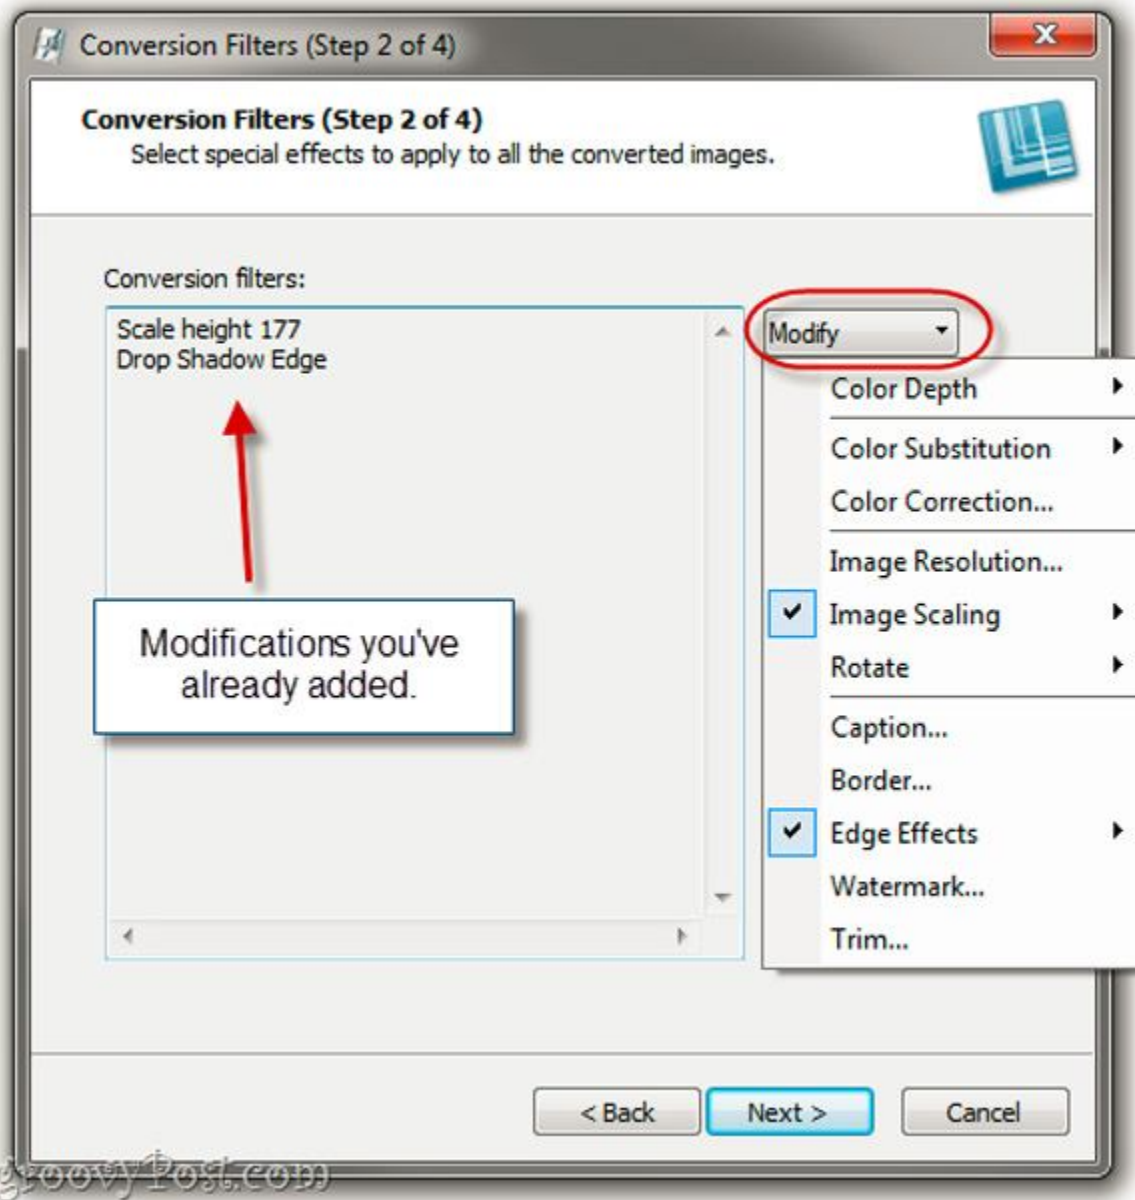 Conversion Filters (Step 2 of 4)
Conversion Filters (Step 2 of 4)
Select special effects to apply to all the converted images.
Conversion filters:
Scale height 177
Drop Shadow Edge
Modifications you've
already added.
Modify
Color Depth
Color Substitution
Color Correction...
Image Resolution...
Image Scaling
Rotate
Caption...
Border...
Edge Effects
Watermark...
Trim...
< Back
Next >
Cancel
groovyPost.com